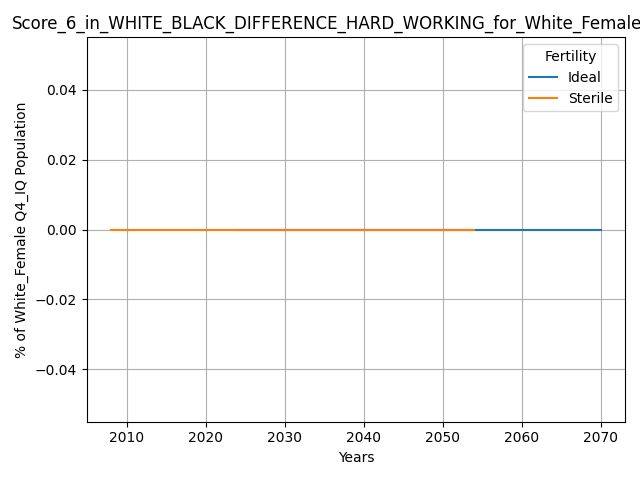 Score_6_in_WHITE_BLACK_DIFFERENCE_HARD_WORKING_for_White_Female
Fertility
Ideal
Sterile
0.04
0.02
0.00
−0.02
−0.04
% of White_Female Q4_IQ Population
2010 2020 2030 2040 2050 2060 2070
Years